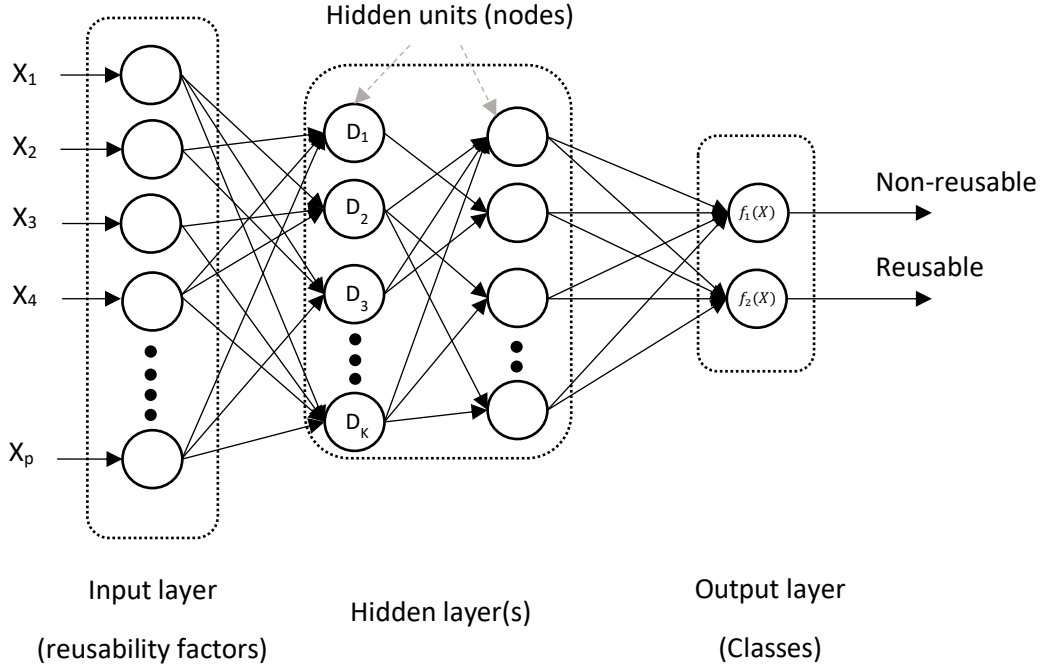 Hidden units (nodes)
X1
X2
X3
X4
Xp
D1
D2
D3
DK
f1(X)
f2(X)
Non-reusable
Reusable
Input layer
(reusability factors)
Hidden layer(s)
Output layer
(Classes)